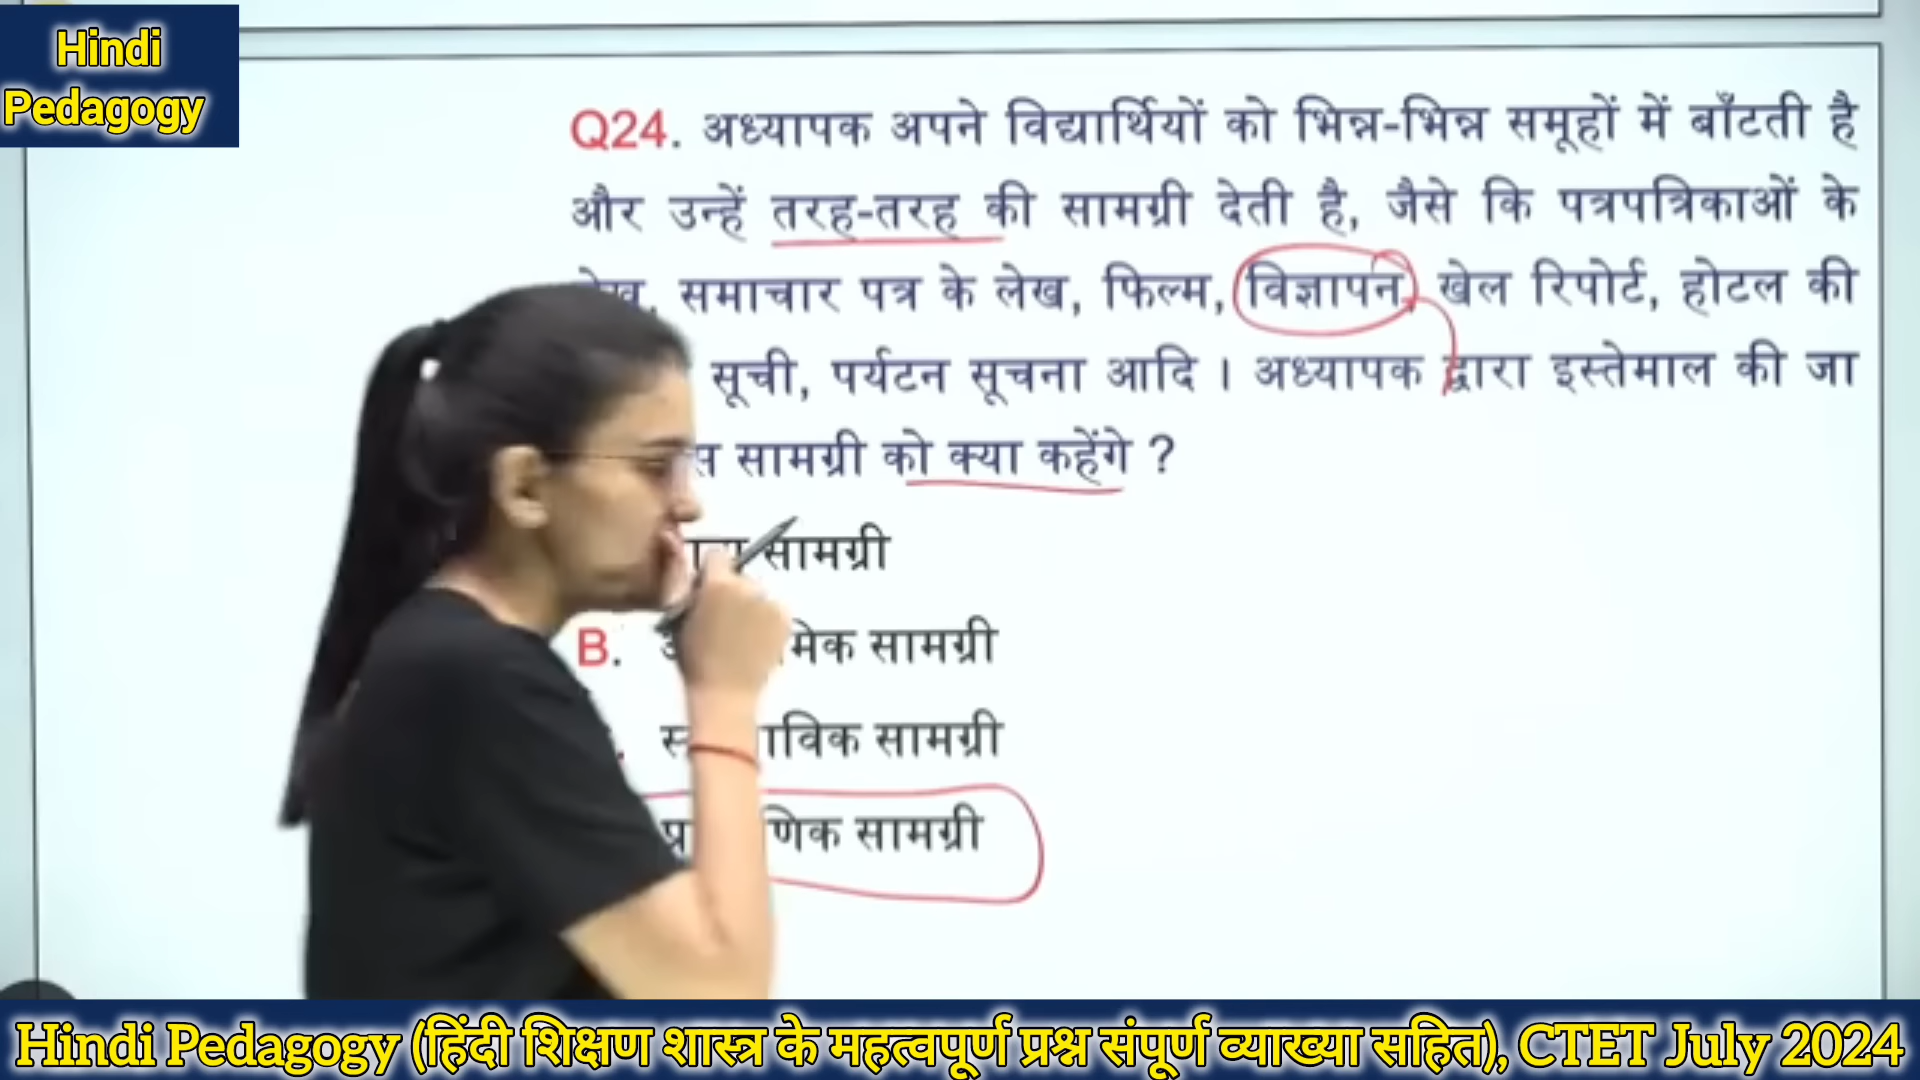 Hindi
Pedagogy
Q24. अध्यापक अपने विद्यार्थियों को भिन्न-भिन्न समूहों में बाँटती है
और उन्हें तरह-तरह की सामग्री देती है, जैसे कि पत्रपत्रिकाओं के
समाचार पत्र के लेख, फिल्म, विज्ञापन, खेल रिपोर्ट, होटल की
सूची, पर्यटन सूचना आदि । अध्यापक द्वारा इस्तेमाल की जा
सामग्री को क्या कहेंगे ?
सामग्री
B. सामग्री
सामग्री
सामग्री
Hindi Pedagogy (हिंदी शिक्षण शास्त्र के महत्वपूर्ण प्रश्न संपूर्ण व्याख्या सहित), CTET July 2024